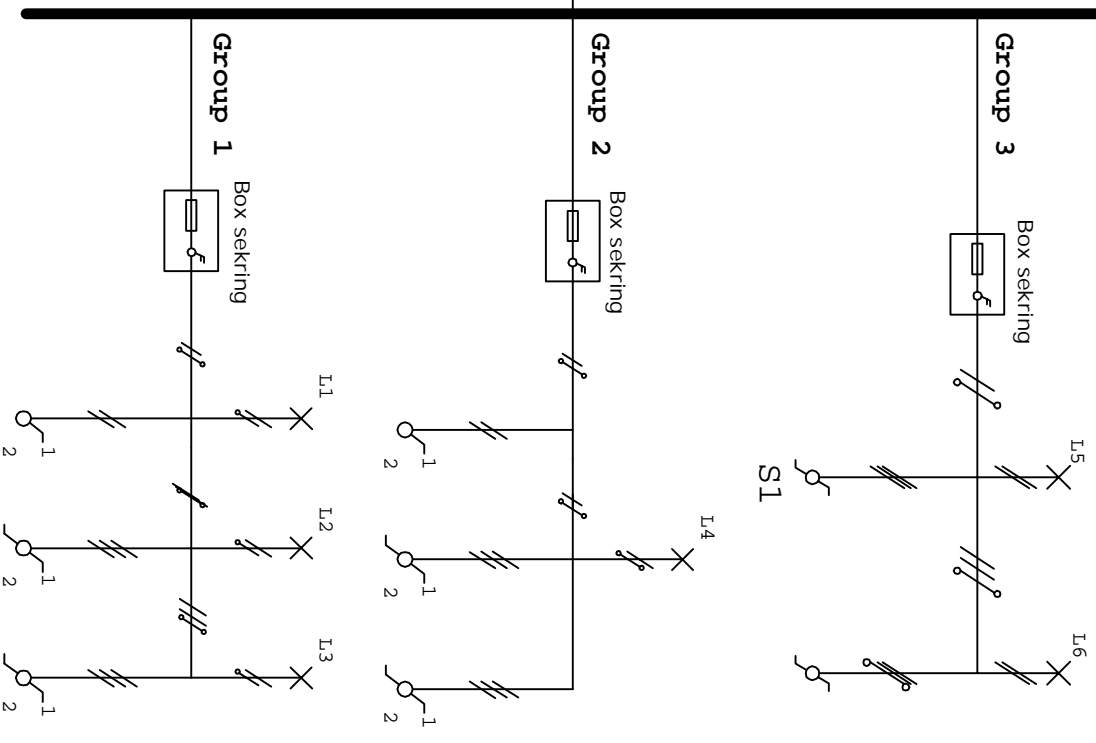 Group 1
Box sekring
L1
1
2
L2
1
2
L3
1
2
Group 2
Box sekring
1
2
L4
1
2
1
2
Group 3
Box sekring
L5
S1
L6